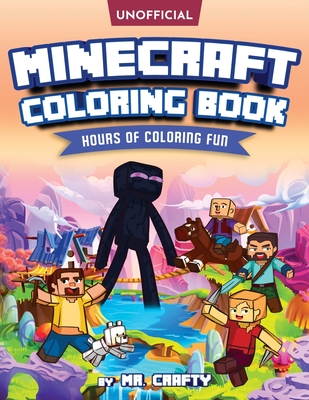 UNOFFICIAL
MINECRAFT
COLORING BOOK
HOURS OF COLORING FUN
BY MR. CRAFTY